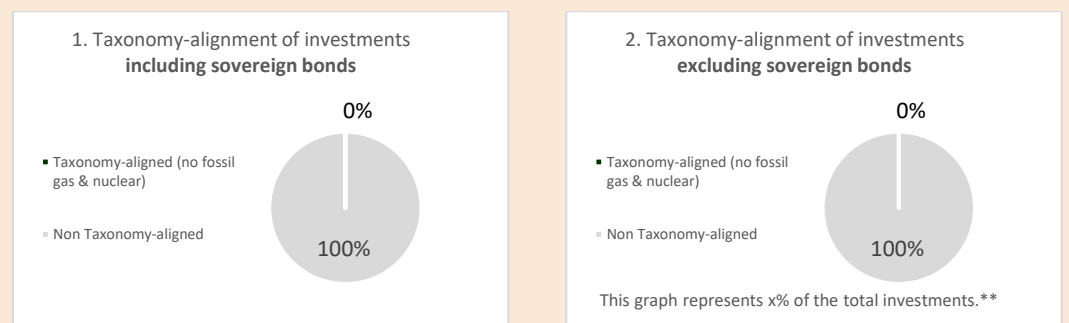 1. Taxonomy-alignment of investments
including sovereign bonds
0%
Taxonomy-aligned (no fossil
gas & nuclear)
Non Taxonomy-aligned
100%
2. Taxonomy-alignment of investments
excluding sovereign bonds
0%
Taxonomy-aligned (no fossil
gas & nuclear)
Non Taxonomy-aligned
100%
This graph represents x% of the total investments.**